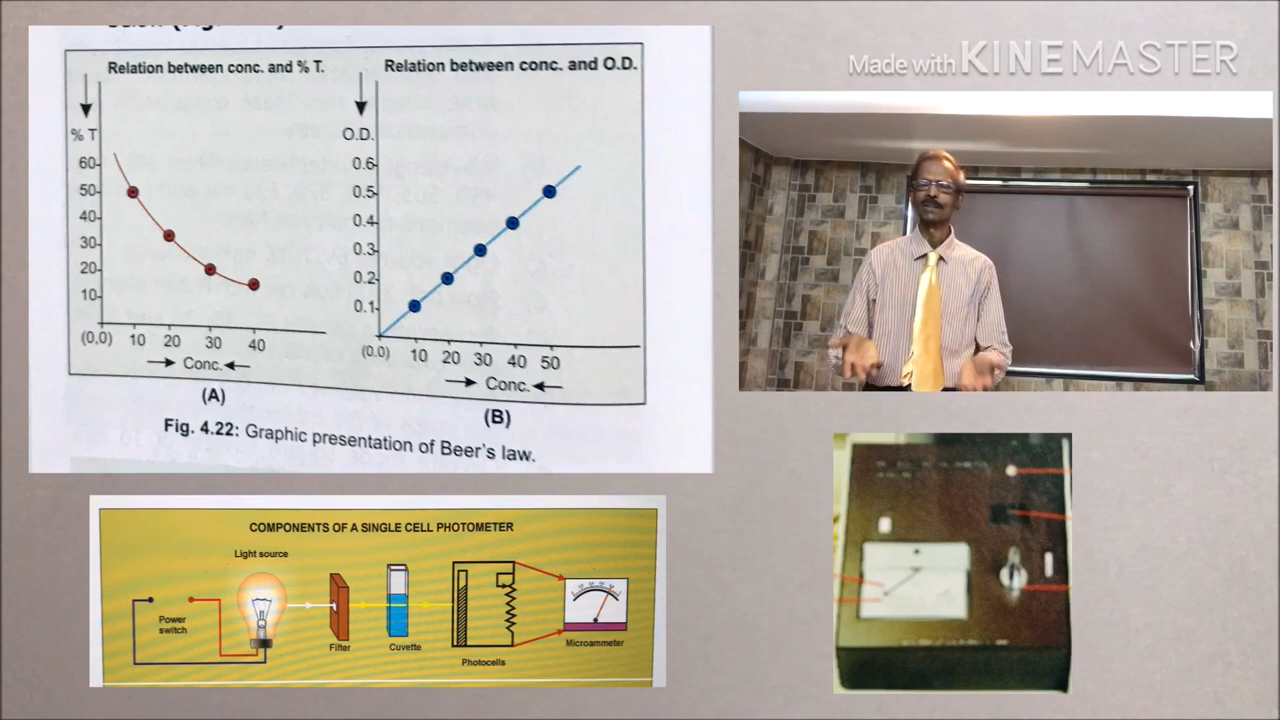 Made with KINEMASTER
Relation between conc. and % T.
% T
60
50
40
30
20
10
(0,0) 10 20 30 40
Conc.
(A)
Relation between conc. and O.D.
O.D.
0.6
0.5
0.4
0.3
0.2
0.1
(0.0) 10 20 30 40 50
Conc.
(B)
Fig. 4.22: Graphic presentation of Beer's law.
COMPONENTS OF A SINGLE CELL PHOTOMETER
Light source
Power
switch
Filter
Cuvette
Photocells
Microammeter